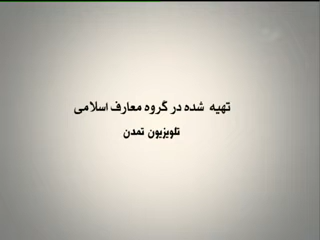 تهیه شده در گروه معارف اسلامی
تلویزیون تمدن